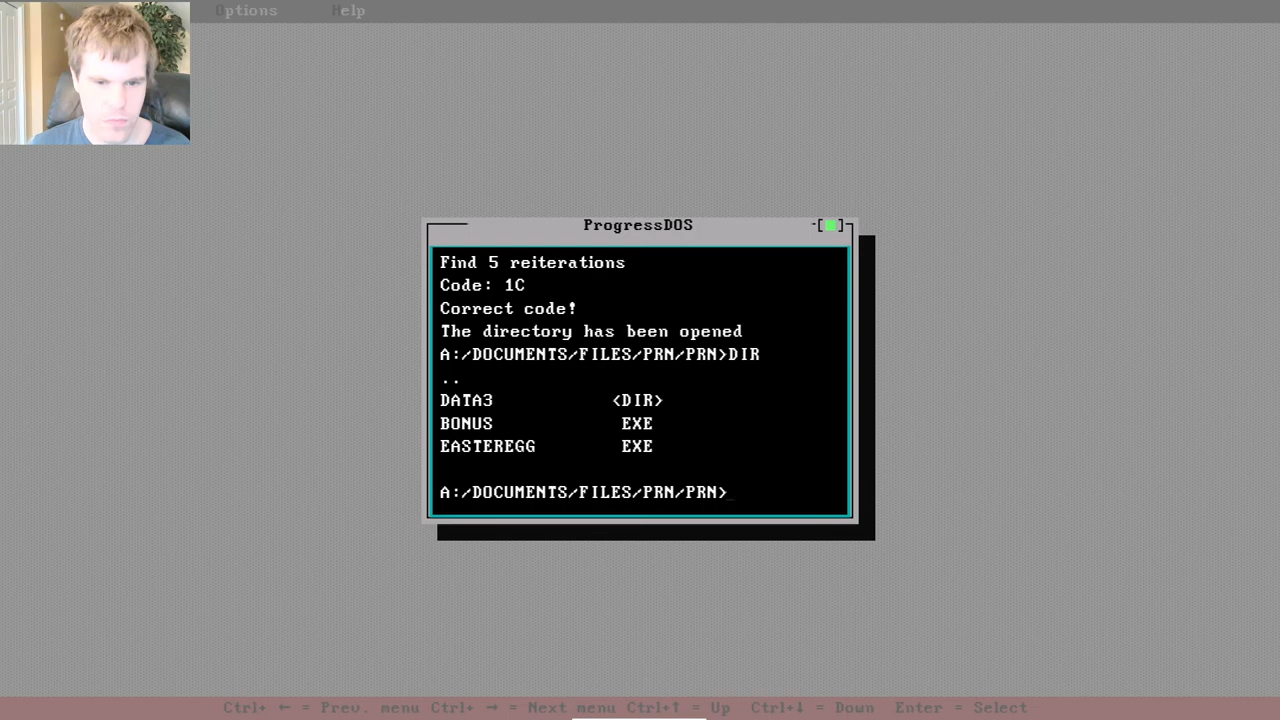 Options Help
ProgressDOS
Find 5 reiterations
Code: 1C
Correct code!
The directory has been opened
A:/DOCUMENTS/FILES/PRN/PRN>DIR
..
DATA3 <DIR>
BONUS EXE
EASTEREGG EXE
A:/DOCUMENTS/FILES/PRN/PRN>_
Ctrl+ ← = Prev. menu Ctrl+ → = Next menu Ctrl+↑ = Up Ctrl+↓ = Down Enter = Select